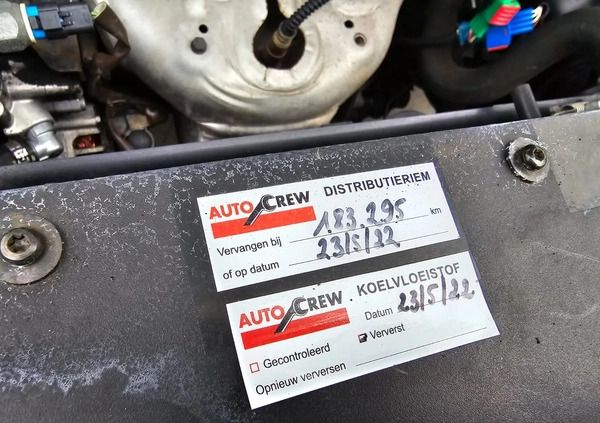 AUTO CREW DISTRIBUTIERIEM
Vervangen bij 183.295 km
of op datum 23/5/22
AUTO CREW KOELVLOEISTOF
Datum 23/5/22
Gecontroleerd Ververst
Opnieuw verversen